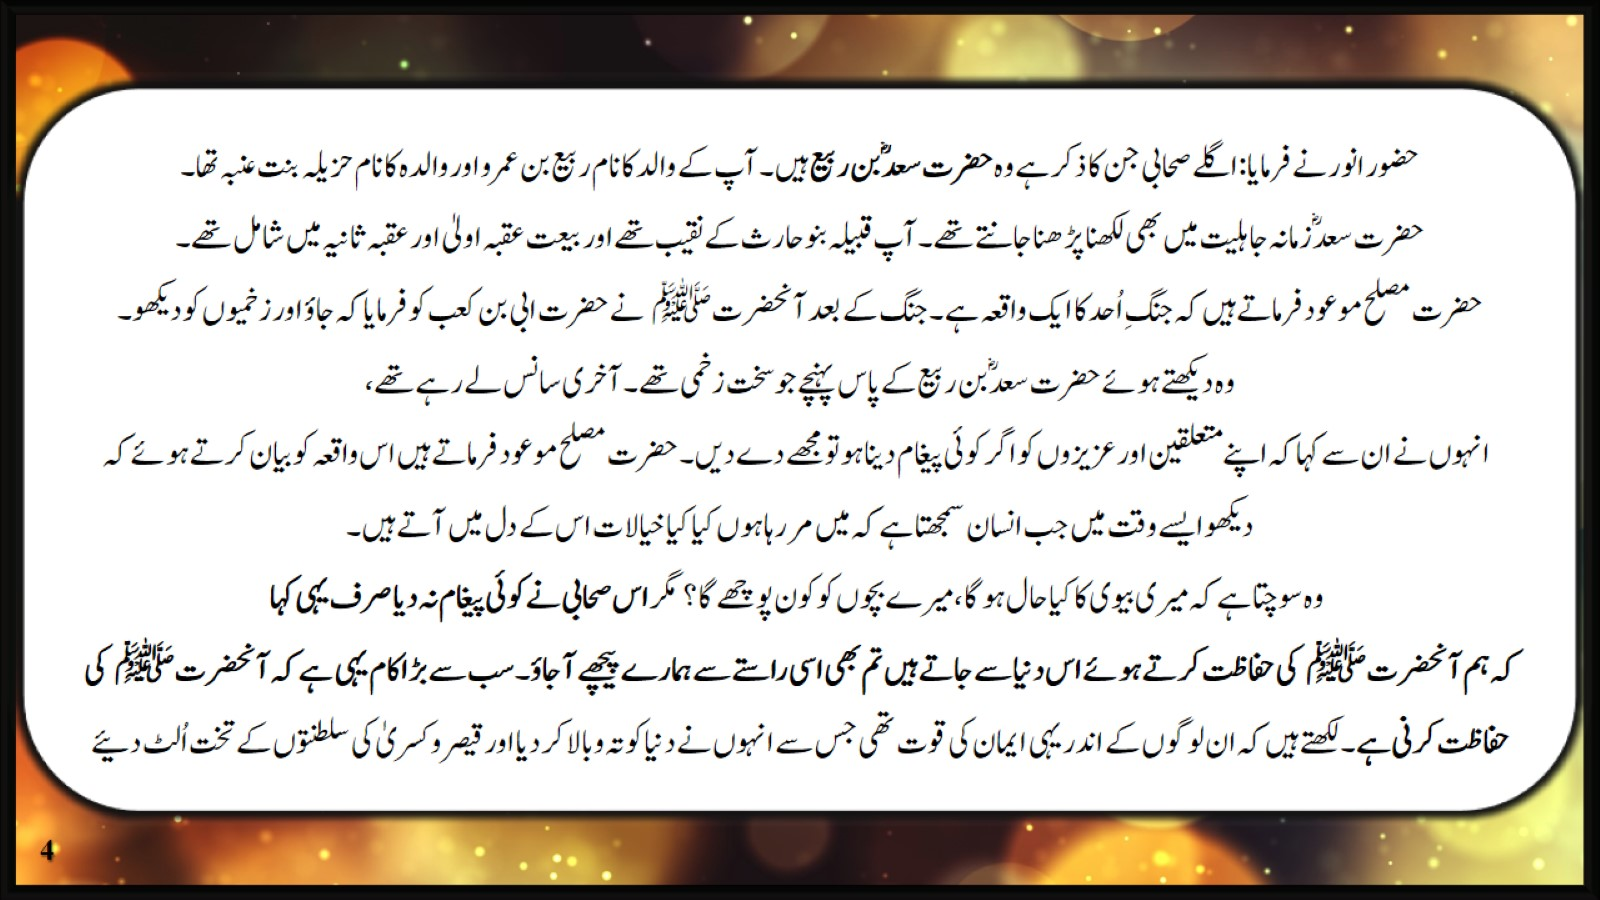 حضور انور نے فرمایا: اگلے صحابی جن کا ذکر ہے وہ حضرت سعدؓ بن ربیع ہیں۔ آپ کے والد کا نام ربیع بن عمرو اور والدہ کا نام حزیلہ بنت عنبہ تھا۔
حضرت سعدؓ زمانہ جاہلیت میں بھی لکھنا پڑھنا جانتے تھے۔ آپ قبیلہ بنو حارث کے نقیب تھے اور بیعت عقبہ اولیٰ اور عقبہ ثانیہ میں شامل تھے۔
حضرت مصلح موعود فرماتے ہیں کہ جنگِ اُحد کا ایک واقعہ ہے۔ جنگ کے بعد آنحضرت ﷺ نے حضرت ابی بن کعب کو فرمایا کہ جاؤ اور زخمیوں کو دیکھو۔
وہ دیکھتے ہوئے حضرت سعدؓ بن ربیع کے پاس پہنچے جو سخت زخمی تھے۔ آخری سانس لے رہے تھے،
انہوں نے ان سے کہا کہ اپنے متعلقین اور عزیزوں کو اگر کوئی پیغام دینا ہو تو مجھے دے دیں۔ حضرت مصلح موعود فرماتے ہیں اس واقعہ کو بیان کرتے ہوئے کہ
دیکھو ایسے وقت میں جب انسان سمجھتا ہے کہ میں مر رہا ہوں کیا کیا خیالات اس کے دل میں آتے ہیں۔
وہ سوچتا ہے کہ میری بیوی کا کیا حال ہو گا، میرے بچوں کو کون پوچھے گا؟ مگر اس صحابی نے کوئی پیغام نہ دیا صرف یہی کہا
کہ ہم آنحضرت ﷺ کی حفاظت کرتے ہوئے اس دنیا سے جاتے ہیں تم بھی اسی راستے سے ہمارے پیچھے آ جاؤ۔ سب سے بڑا کام یہی ہے کہ آنحضرت ﷺ کی
حفاظت کرنی ہے۔ لکھتے ہیں کہ ان لوگوں کے اندر یہی ایمان کی قوت تھی جس سے انہوں نے دنیا کو تہ و بالا کر دیا اور قیصر و کسریٰ کی سلطنتوں کے تخت اُلٹ دیئے
4